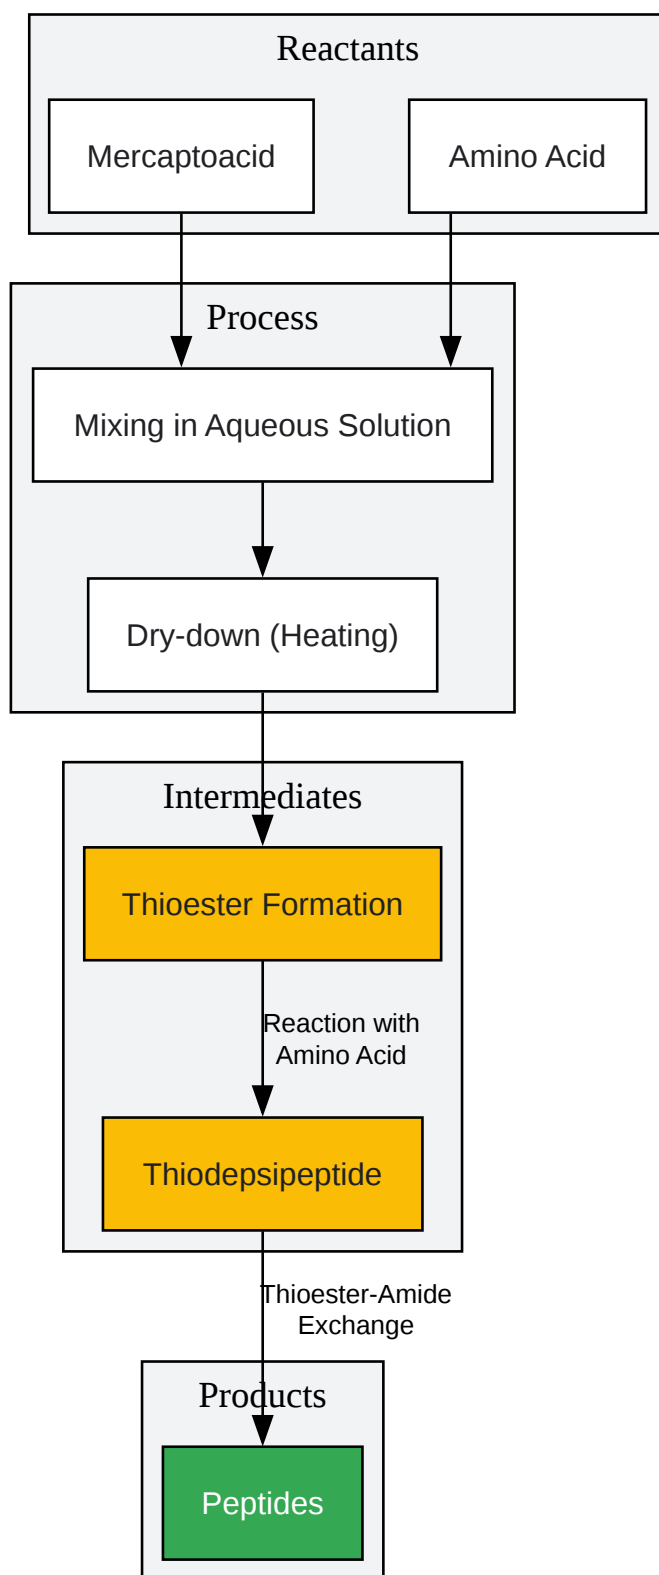 Reactants
Mercaptoacid
Amino Acid
Process
Mixing in Aqueous Solution
Dry-down (Heating)
Intermediates
Thioester Formation
Reaction with
Amino Acid
Thiodepsipeptide
Thioester-Amide
Exchange
Products
Peptides